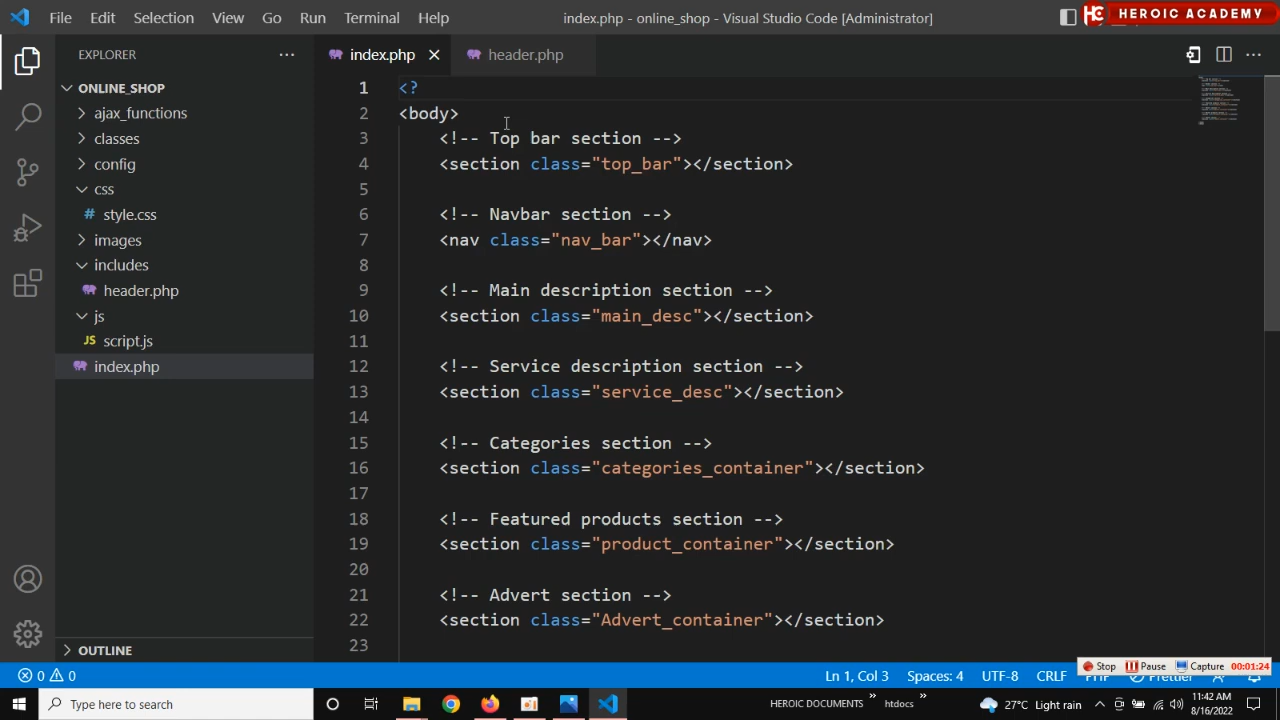 File Edit Selection View Go Run Terminal Help
index.php - online_shop - Visual Studio Code [Administrator]
HC HEROIC ACADEMY
EXPLORER
ONLINE_SHOP
ajax_functions
classes
config
css
# style.css
images
includes
header.php
js
JS script.js
index.php
OUTLINE
index.php header.php
1 <?
2 <body>
3 <!-- Top bar section -->
4 <section class="top_bar"></section>
5
6 <!-- Navbar section -->
7 <nav class="nav_bar"></nav>
8
9 <!-- Main description section -->
10 <section class="main_desc"></section>
11
12 <!-- Service description section -->
13 <section class="service_desc"></section>
14
15 <!-- Categories section -->
16 <section class="categories_container"></section>
17
18 <!-- Featured products section -->
19 <section class="product_container"></section>
20
21 <!-- Advert section -->
22 <section class="Advert_container"></section>
23
Stop Pause Capture 00:01:24
0 0 Ln 1, Col 3 Spaces: 4 UTF-8 CRLF PHP Prettier
Type here to search
HEROIC DOCUMENTS » htdocs »
27°C Light rain
11:42 AM
8/16/2022